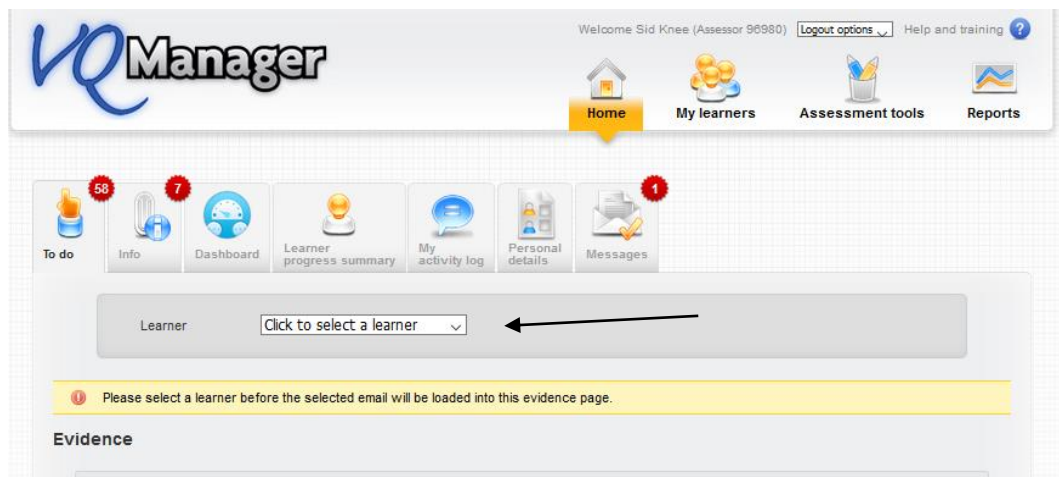 VQManager
Welcome Sid Knee (Assessor 96980) Logout options Help and training ?
Home My learners Assessment tools Reports
58 7 1
To do Info Dashboard Learner progress summary My activity log Personal details Messages
Learner Click to select a learner
Please select a learner before the selected email will be loaded into this evidence page.
Evidence